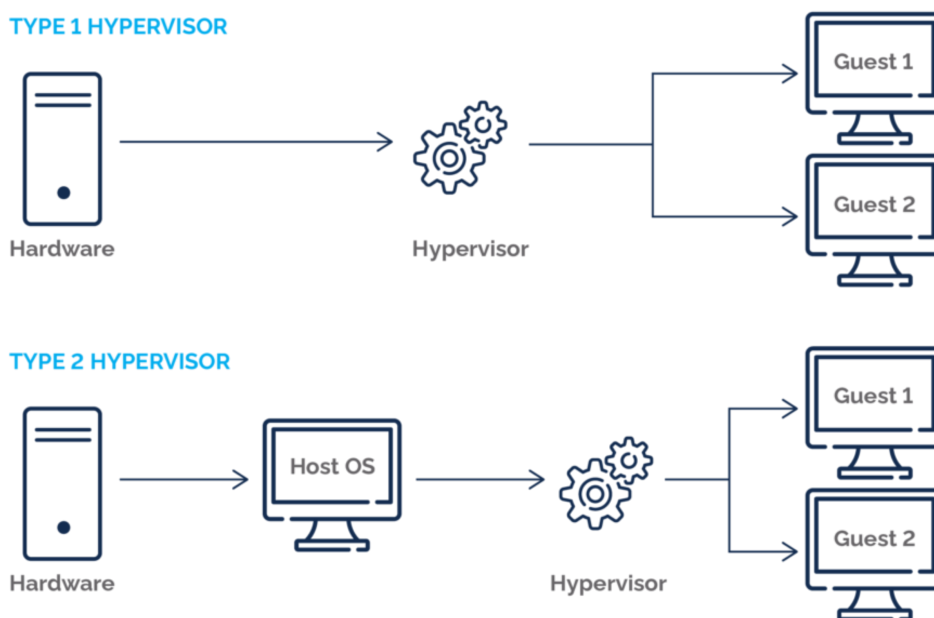 TYPE 1 HYPERVISOR
Guest 1
Guest 2
Hardware
Hypervisor
TYPE 2 HYPERVISOR
Guest 1
Host OS
Guest 2
Hardware
Hypervisor